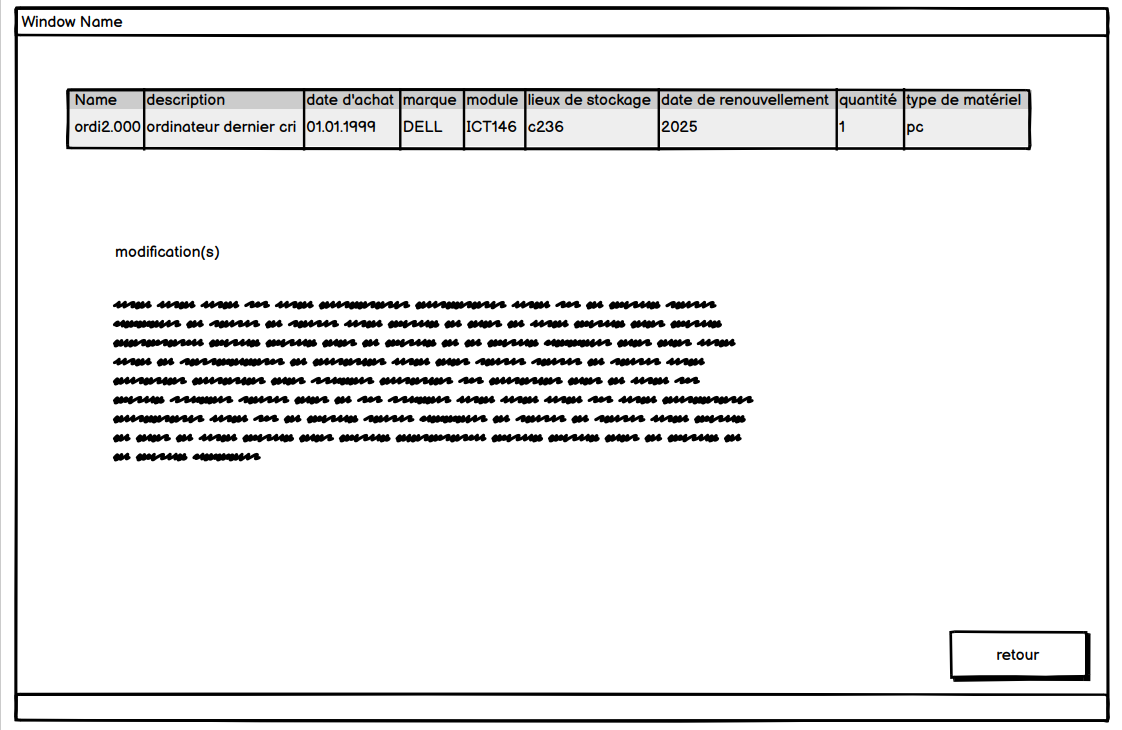 Window Name
Name description date d'achat marque module lieux de stockage date de renouvellement quantité type de matériel
ordi2.000 ordinateur dernier cri 01.01.1999 DELL ICT146 c236 2025 1 pc
modification(s)
retour